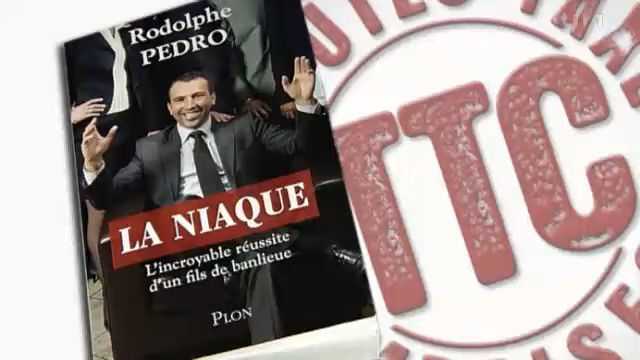 Rodolphe
PEDRO
LA NIAQUE
L'incroyable réussite
d'un fils de banlieue
PLON
TTC